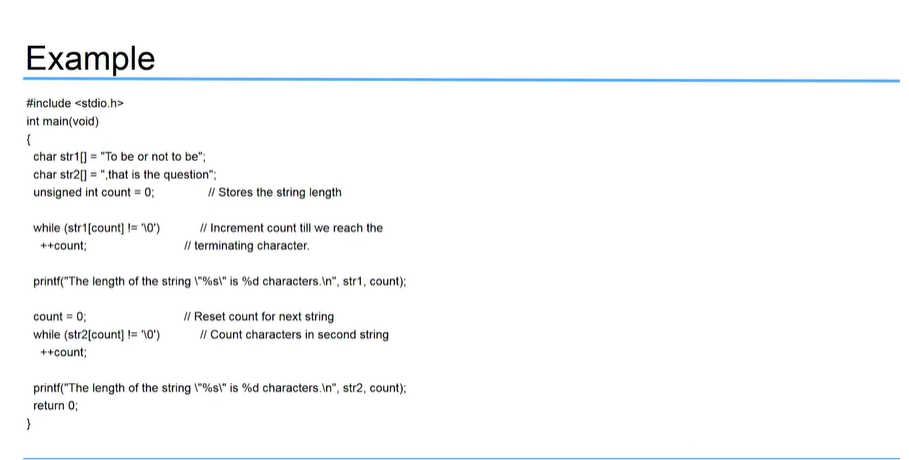 Example
#include <stdio.h>
int main(void)
{
char str1[] = "To be or not to be";
char str2[] = ",that is the question";
unsigned int count = 0; // Stores the string length
while (str1[count] != '\0') // Increment count till we reach the
++count; // terminating character.
printf("The length of the string \"%s\" is %d characters.\n", str1, count);
count = 0; // Reset count for next string
while (str2[count] != '\0') // Count characters in second string
++count;
printf("The length of the string \"%s\" is %d characters.\n", str2, count);
return 0;
}